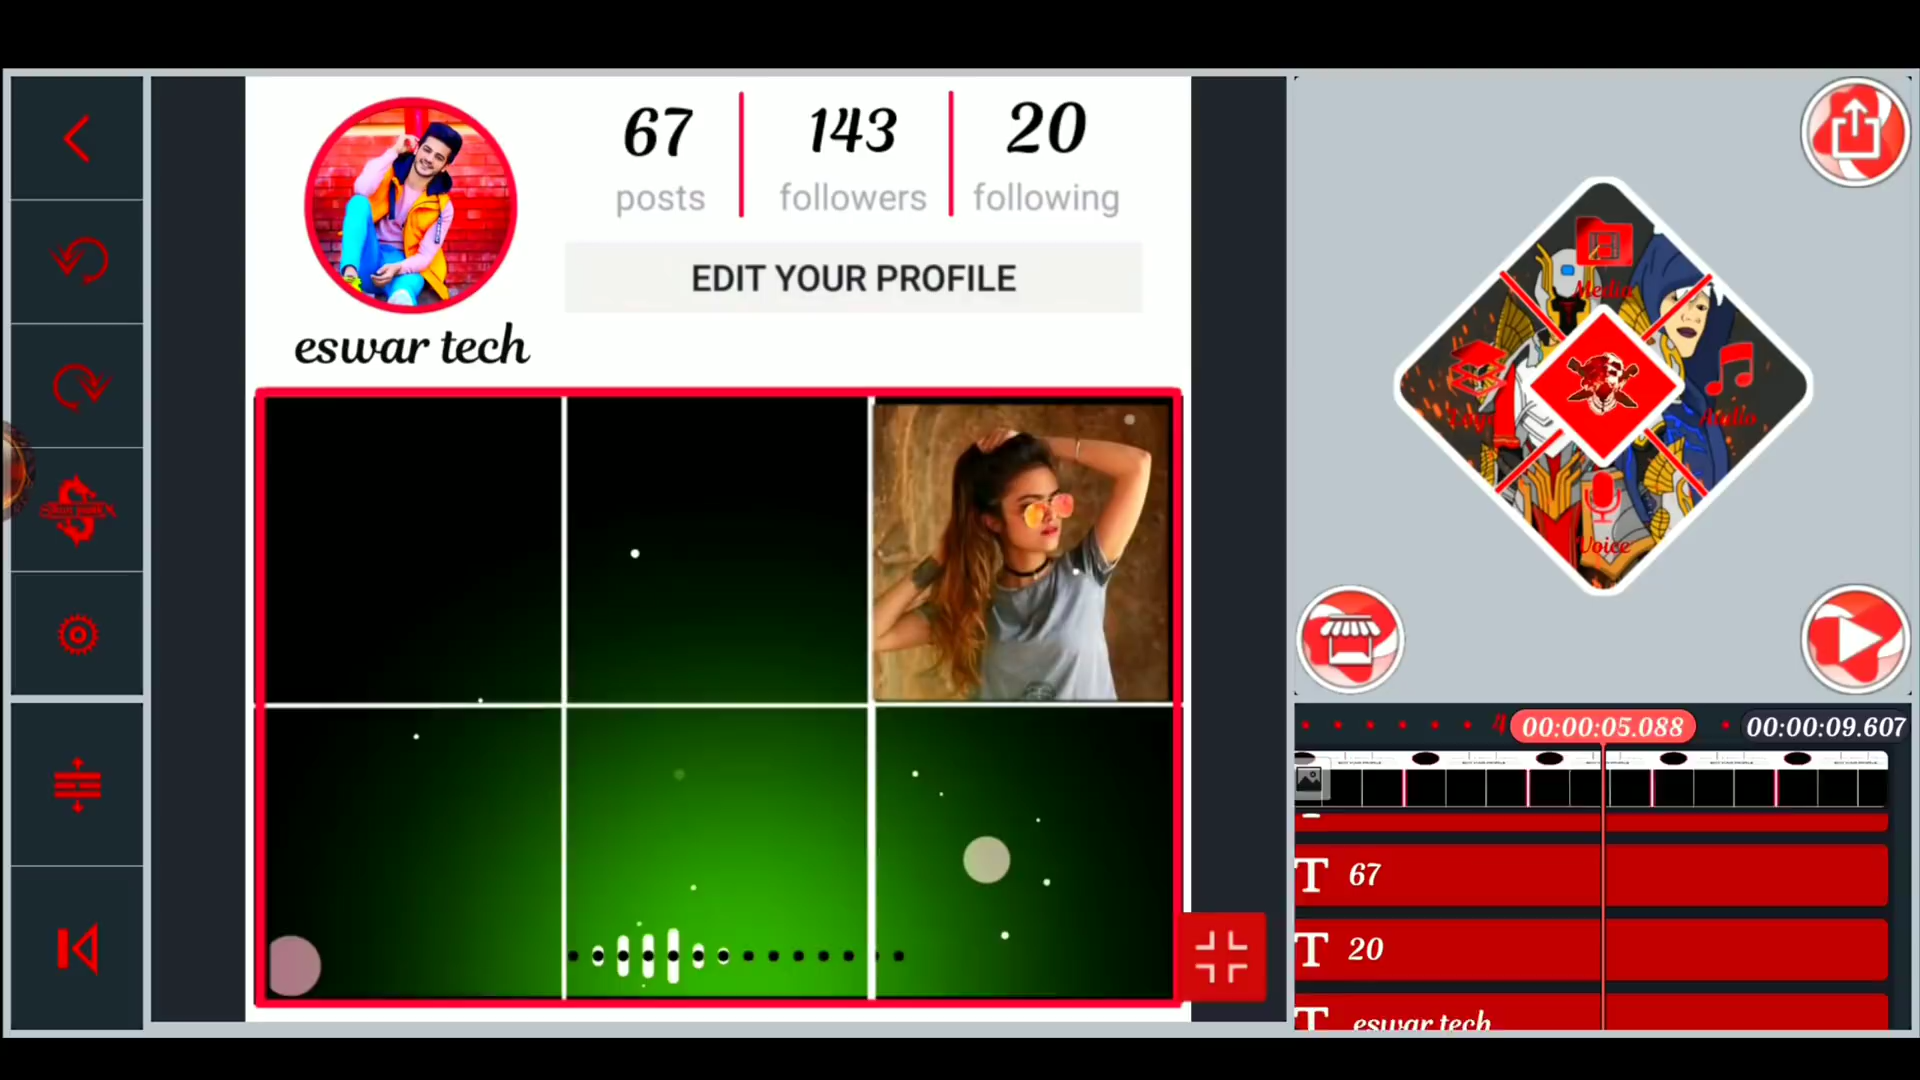 67 143 20
posts followers following
EDIT YOUR PROFILE
eswar tech
Media
Audio
Voice
4 00:00:05.088 00:00:09.607
T 67
T 20
T eswar tech